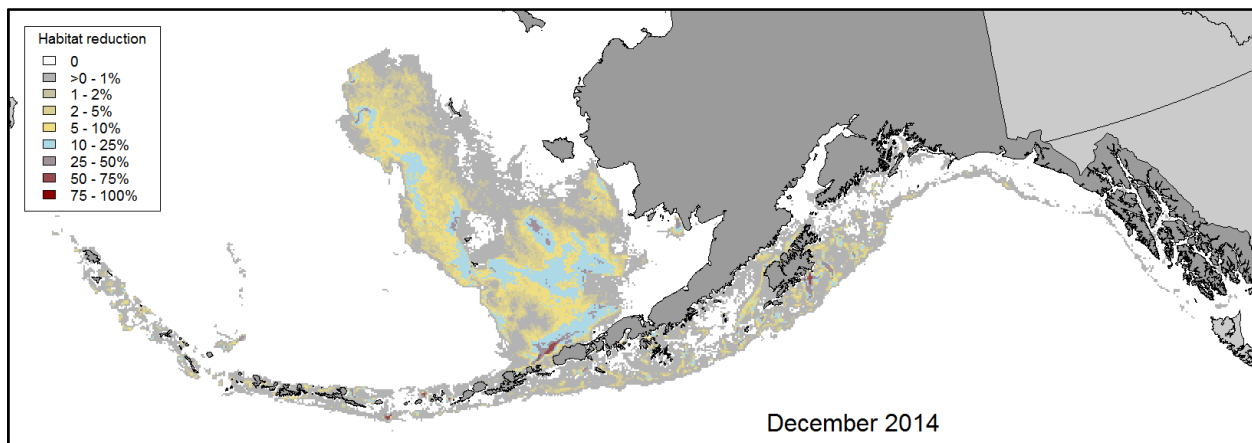 Habitat reduction
0
>0 - 1%
1 - 2%
2 - 5%
5 - 10%
10 - 25%
25 - 50%
50 - 75%
75 - 100%
December 2014